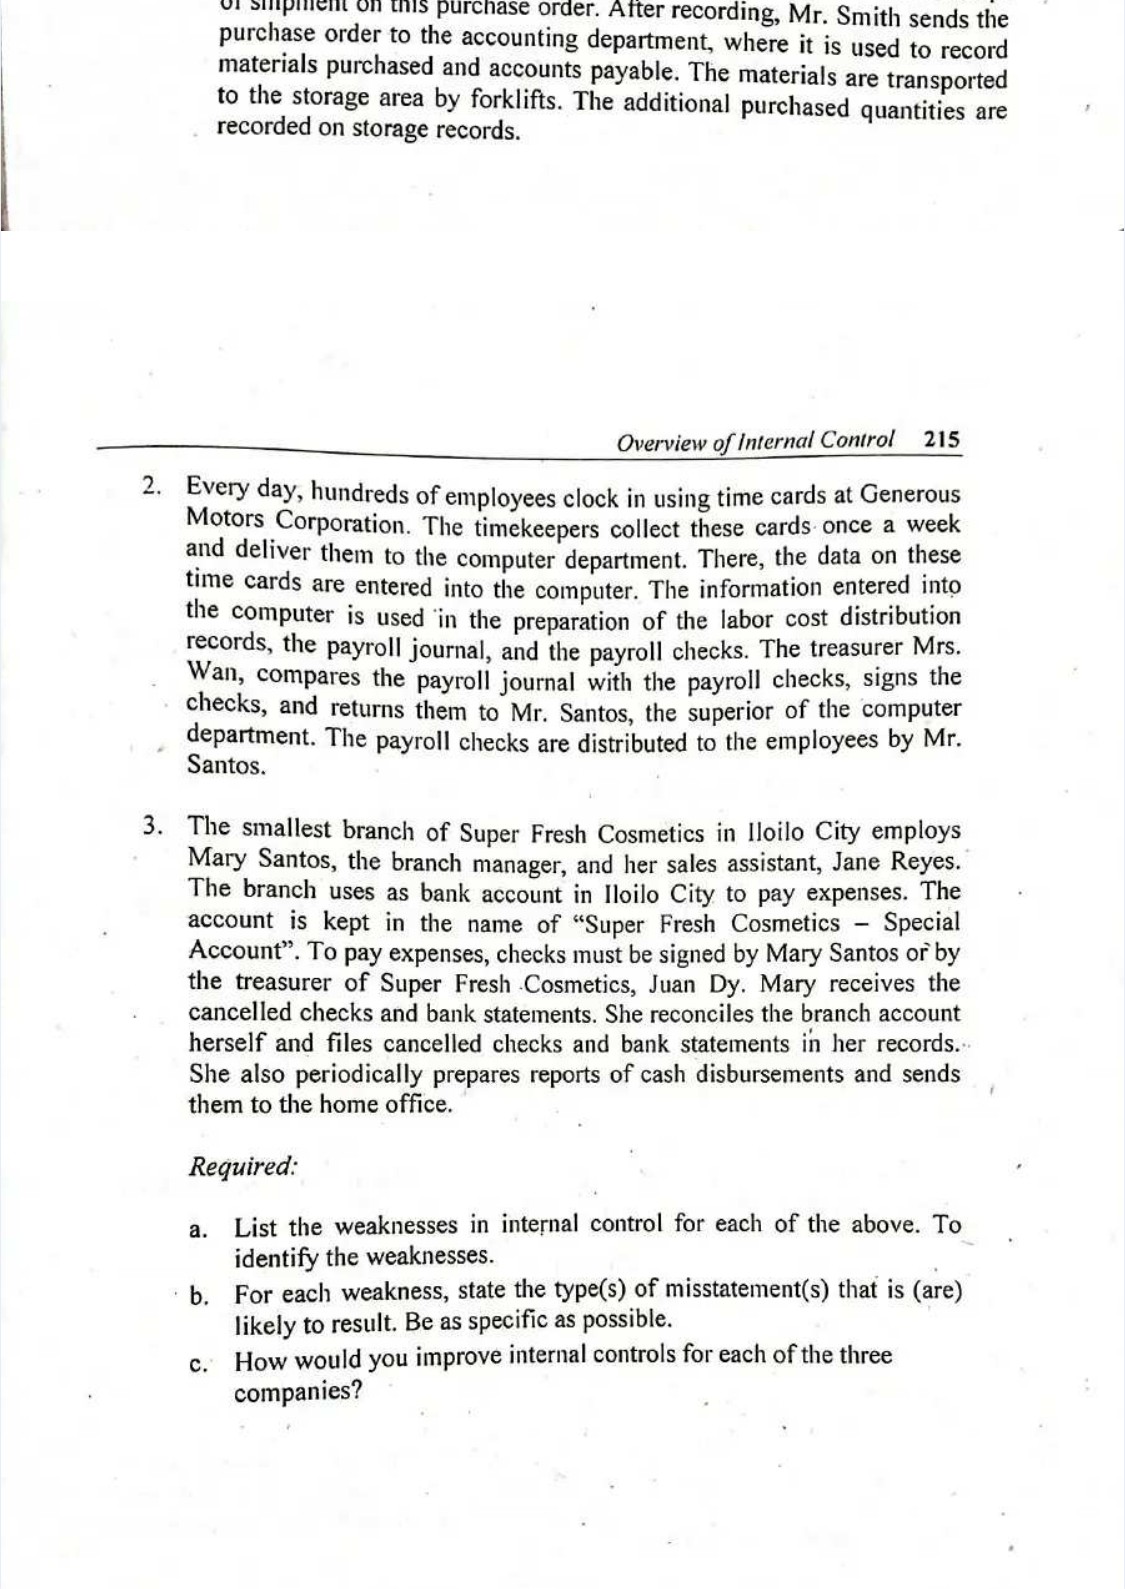 of shipment on this purchase order. After recording, Mr. Smith sends the
purchase order to the accounting department, where it is used to record
materials purchased and accounts payable. The materials are transported
to the storage area by forklifts. The additional purchased quantities are
recorded on storage records.
Overview of Internal Control 215
2. Every day, hundreds of employees clock in using time cards at Generous
Motors Corporation. The timekeepers collect these cards once a week
and deliver them to the computer department. There, the data on these
time cards are entered into the computer. The information entered into
the computer is used in the preparation of the labor cost distribution
records, the payroll journal, and the payroll checks. The treasurer Mrs.
Wan, compares the payroll journal with the payroll checks, signs the
checks, and returns them to Mr. Santos, the superior of the computer
department. The payroll checks are distributed to the employees by Mr.
Santos.
3. The smallest branch of Super Fresh Cosmetics in Iloilo City employs
Mary Santos, the branch manager, and her sales assistant, Jane Reyes.
The branch uses as bank account in Iloilo City to pay expenses. The
account is kept in the name of “Super Fresh Cosmetics – Special
Account”. To pay expenses, checks must be signed by Mary Santos or by
the treasurer of Super Fresh Cosmetics, Juan Dy. Mary receives the
cancelled checks and bank statements. She reconciles the branch account
herself and files cancelled checks and bank statements in her records.
She also periodically prepares reports of cash disbursements and sends
them to the home office.
Required:
a. List the weaknesses in internal control for each of the above. To
identify the weaknesses.
b. For each weakness, state the type(s) of misstatement(s) that is (are)
likely to result. Be as specific as possible.
c. How would you improve internal controls for each of the three
companies?